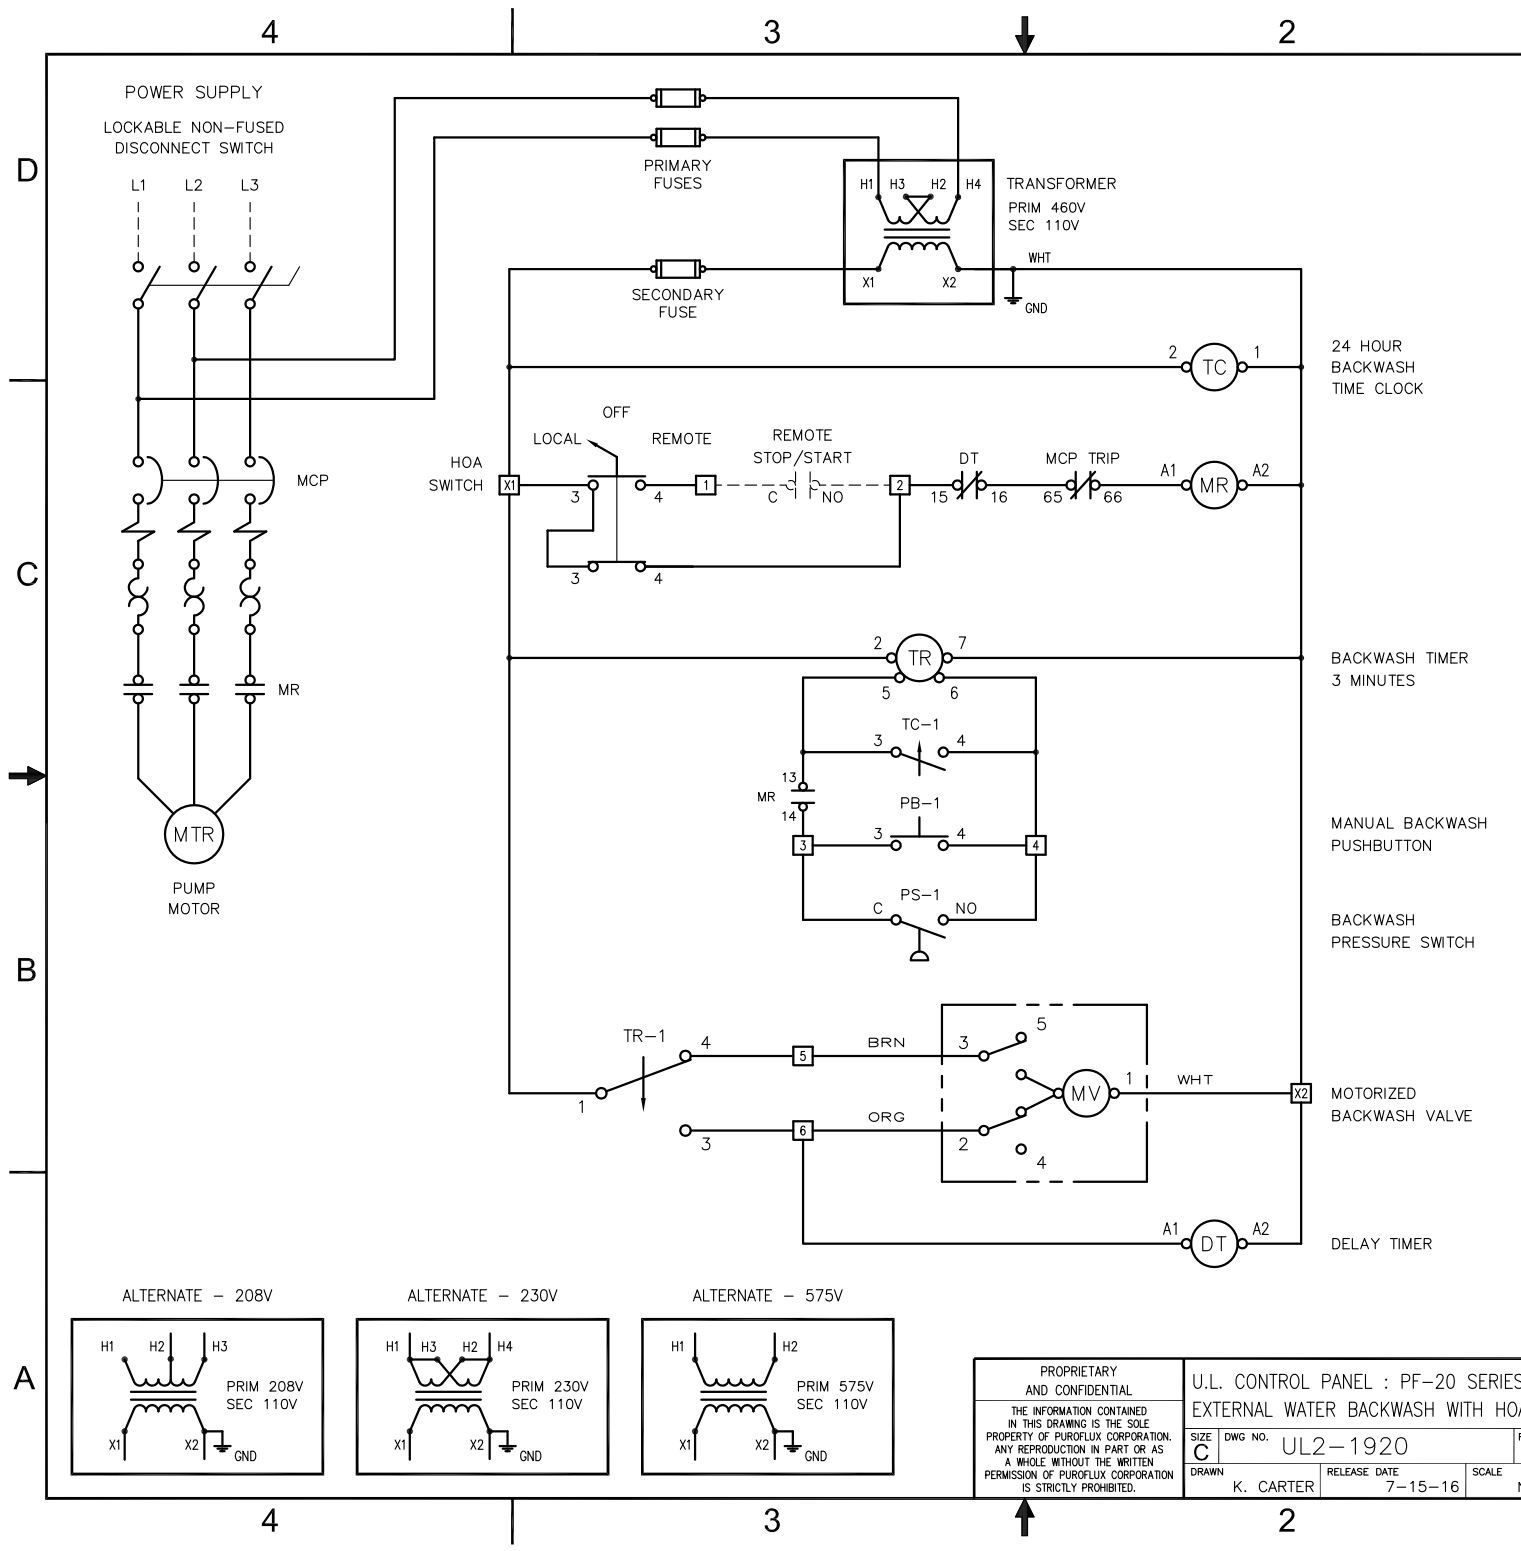 4
3
2
D
C
B
A
POWER SUPPLY
LOCKABLE NON-FUSED
DISCONNECT SWITCH
L1 L2 L3
MCP
MR
MTR
PUMP
MOTOR
PRIMARY
FUSES
H1 H3 H2 H4
TRANSFORMER
PRIM 460V
SEC 110V
X1 X2
WHT
GND
SECONDARY
FUSE
2 TC 1
24 HOUR
BACKWASH
TIME CLOCK
OFF
LOCAL
REMOTE
HOA
SWITCH
X1
3 4
1
REMOTE
STOP/START
C NO
2
DT
15 16
MCP TRIP
65 66
A1 MR A2
3 4
2 TR 7
5 6
BACKWASH TIMER
3 MINUTES
TC-1
3 4
13
MR
14
PB-1
3 3 4 4
MANUAL BACKWASH
PUSHBUTTON
PS-1
C NO
BACKWASH
PRESSURE SWITCH
TR-1
4
1
3
5
BRN
3
5
6
ORG
2
4
MV
1
WHT
X2
MOTORIZED
BACKWASH VALVE
A1 DT A2
DELAY TIMER
ALTERNATE - 208V
H1 H2 H3
PRIM 208V
SEC 110V
X1 X2
GND
ALTERNATE - 230V
H1 H3 H2 H4
PRIM 230V
SEC 110V
X1 X2
GND
ALTERNATE - 575V
H1 H2
PRIM 575V
SEC 110V
X1 X2
GND
PROPRIETARY
AND CONFIDENTIAL
THE INFORMATION CONTAINED
IN THIS DRAWING IS THE SOLE
PROPERTY OF PUROFLUX CORPORATION.
ANY REPRODUCTION IN PART OR AS
A WHOLE WITHOUT THE WRITTEN
PERMISSION OF PUROFLUX CORPORATION
IS STRICTLY PROHIBITED.
U.L. CONTROL PANEL : PF-20 SERIES
EXTERNAL WATER BACKWASH WITH HOA
SIZE
C
DWG NO.
UL2-1920
DRAWN
K. CARTER
RELEASE DATE
7-15-16
SCALE
4
3
2